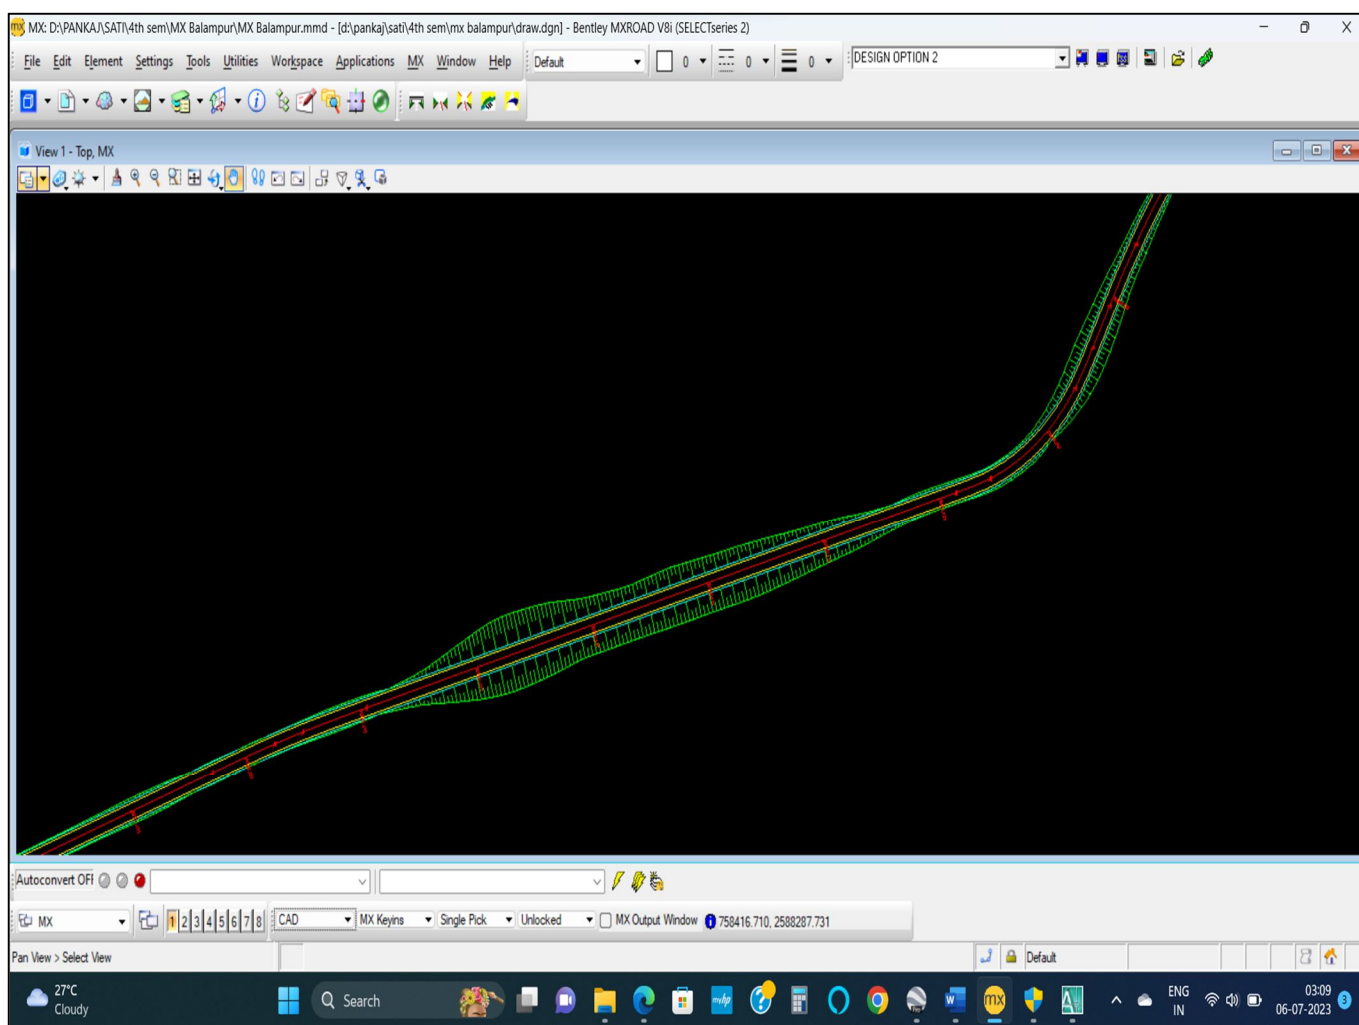 MX: D:\PANKAJ\SATI\4th sem\MX Balampur\MX Balampur.mmd - [d:\pankaj\sati\4th sem\mx balampur\draw.dgn] - Bentley MXROAD V8i (SELECTseries 2)
File Edit Element Settings Tools Utilities Workspace Applications MX Window Help Default 0 0 0 DESIGN OPTION 2
View 1 - Top, MX
Autoconvert OFF
MX 1 2 3 4 5 6 7 8 CAD MX Keyins Single Pick Unlocked MX Output Window 758416.710, 2588287.731
Pan View > Select View Default
27°C
Cloudy
Search
myhp
mx
ENG
IN
03:09
06-07-2023
3